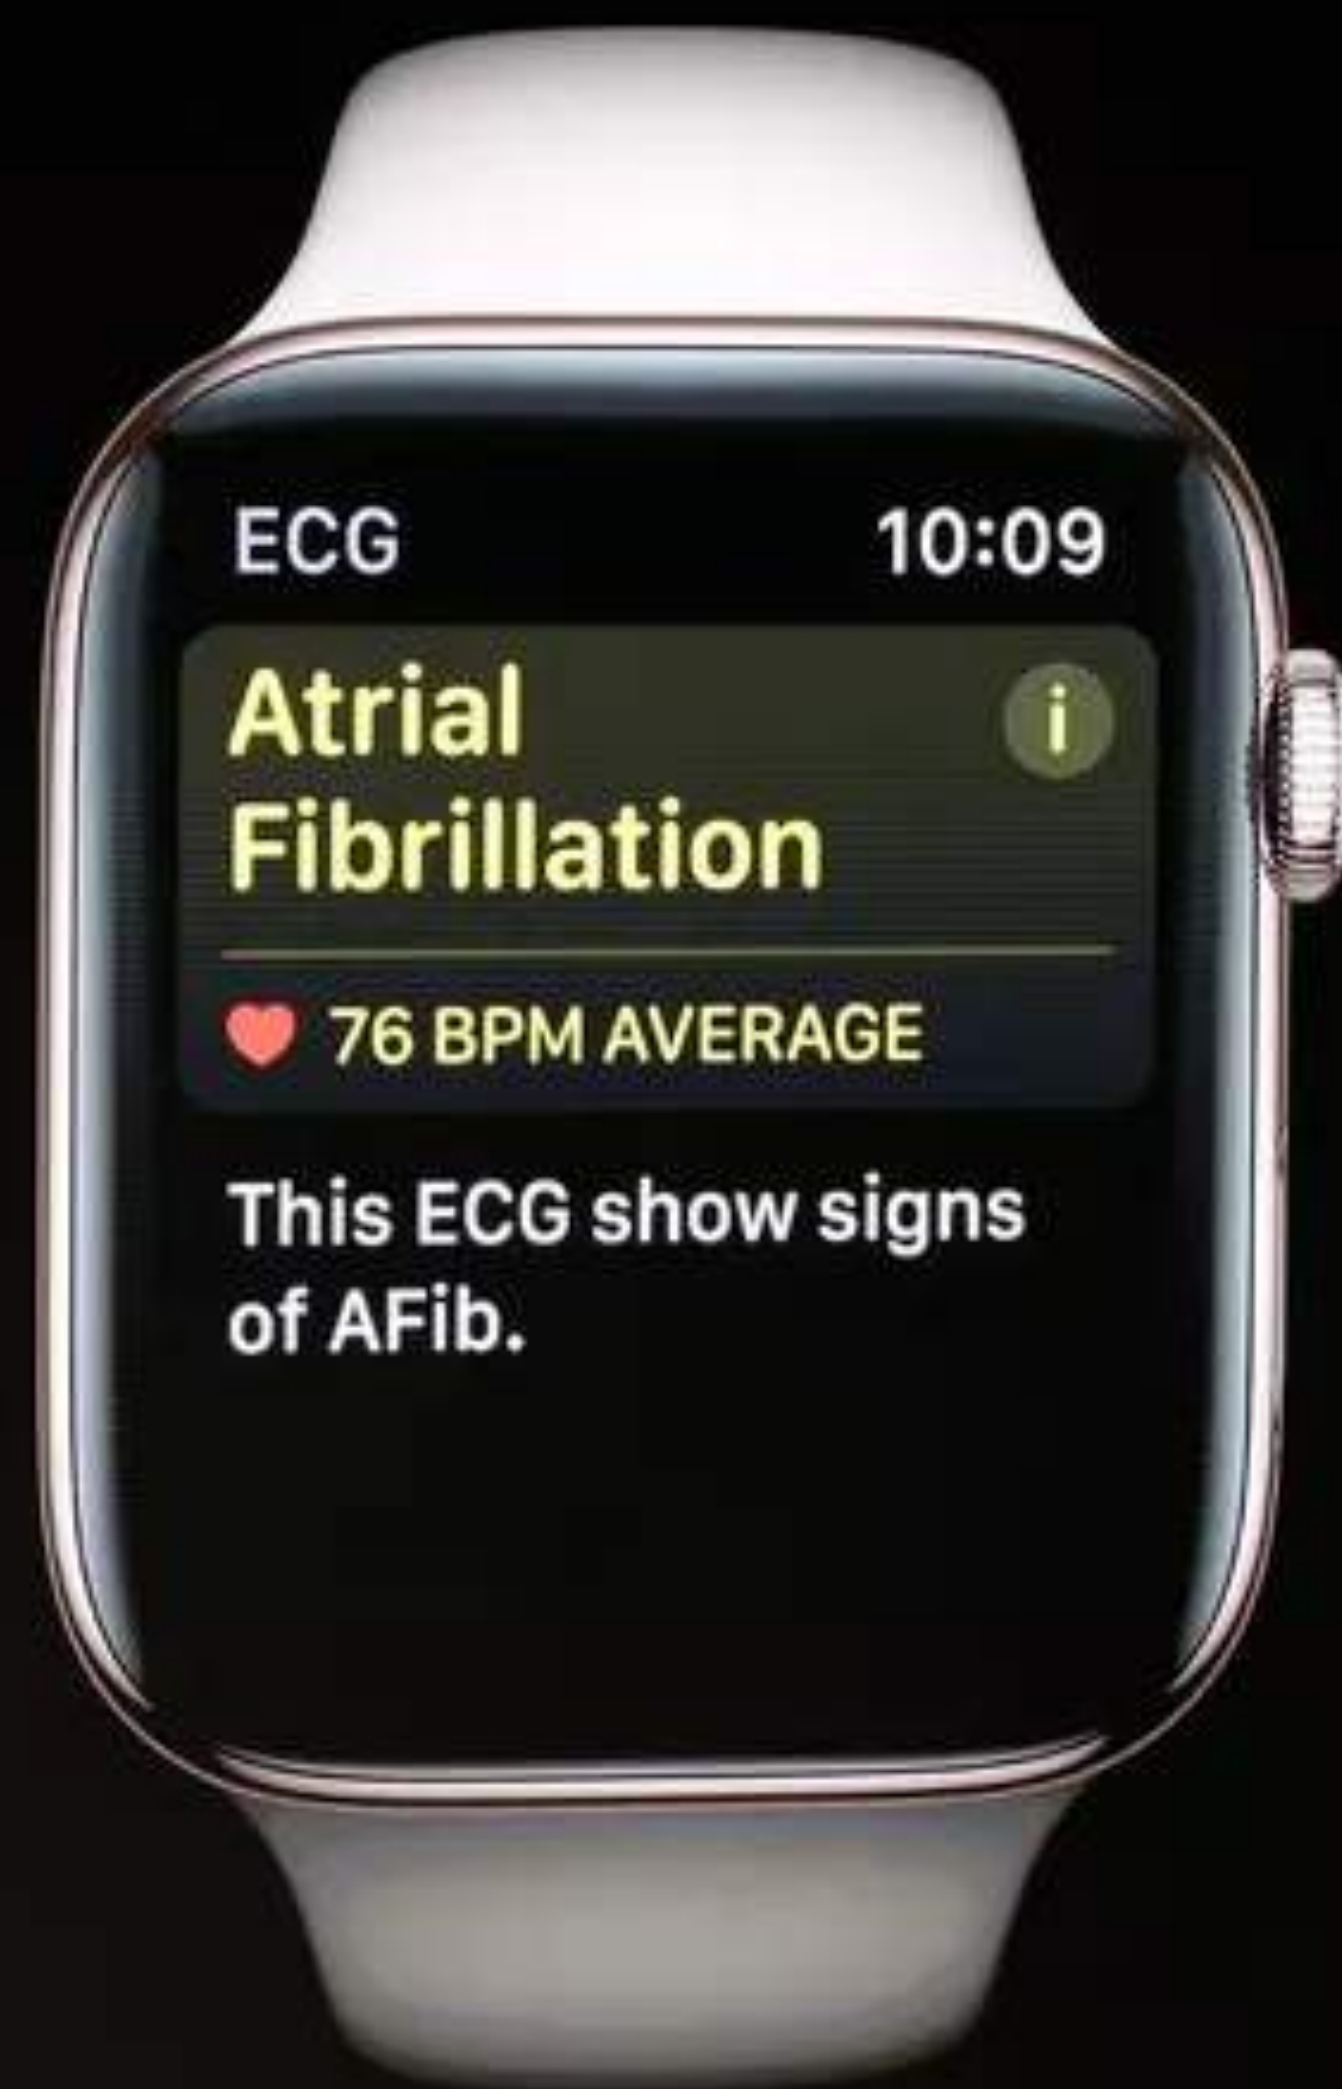 ECG 10:09
Atrial i
Fibrillation
76 BPM AVERAGE
This ECG show signs
of AFib.